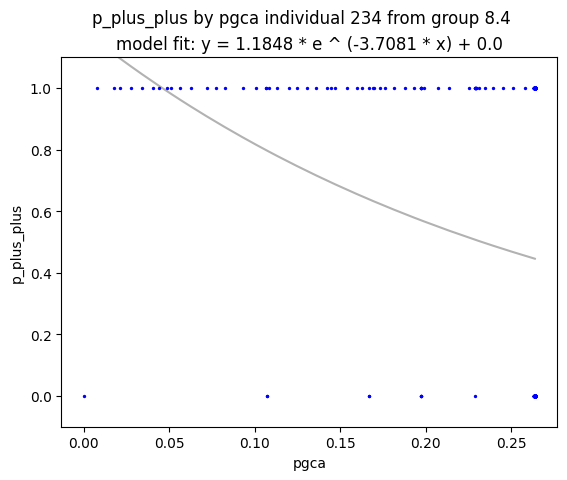 p_plus_plus by pgca individual 234 from group 8.4
model fit: y = 1.1848 * e ^ (-3.7081 * x) + 0.0
1.0
0.8
0.6
0.4
0.2
0.0
p_plus_plus
0.00 0.05 0.10 0.15 0.20 0.25
pgca